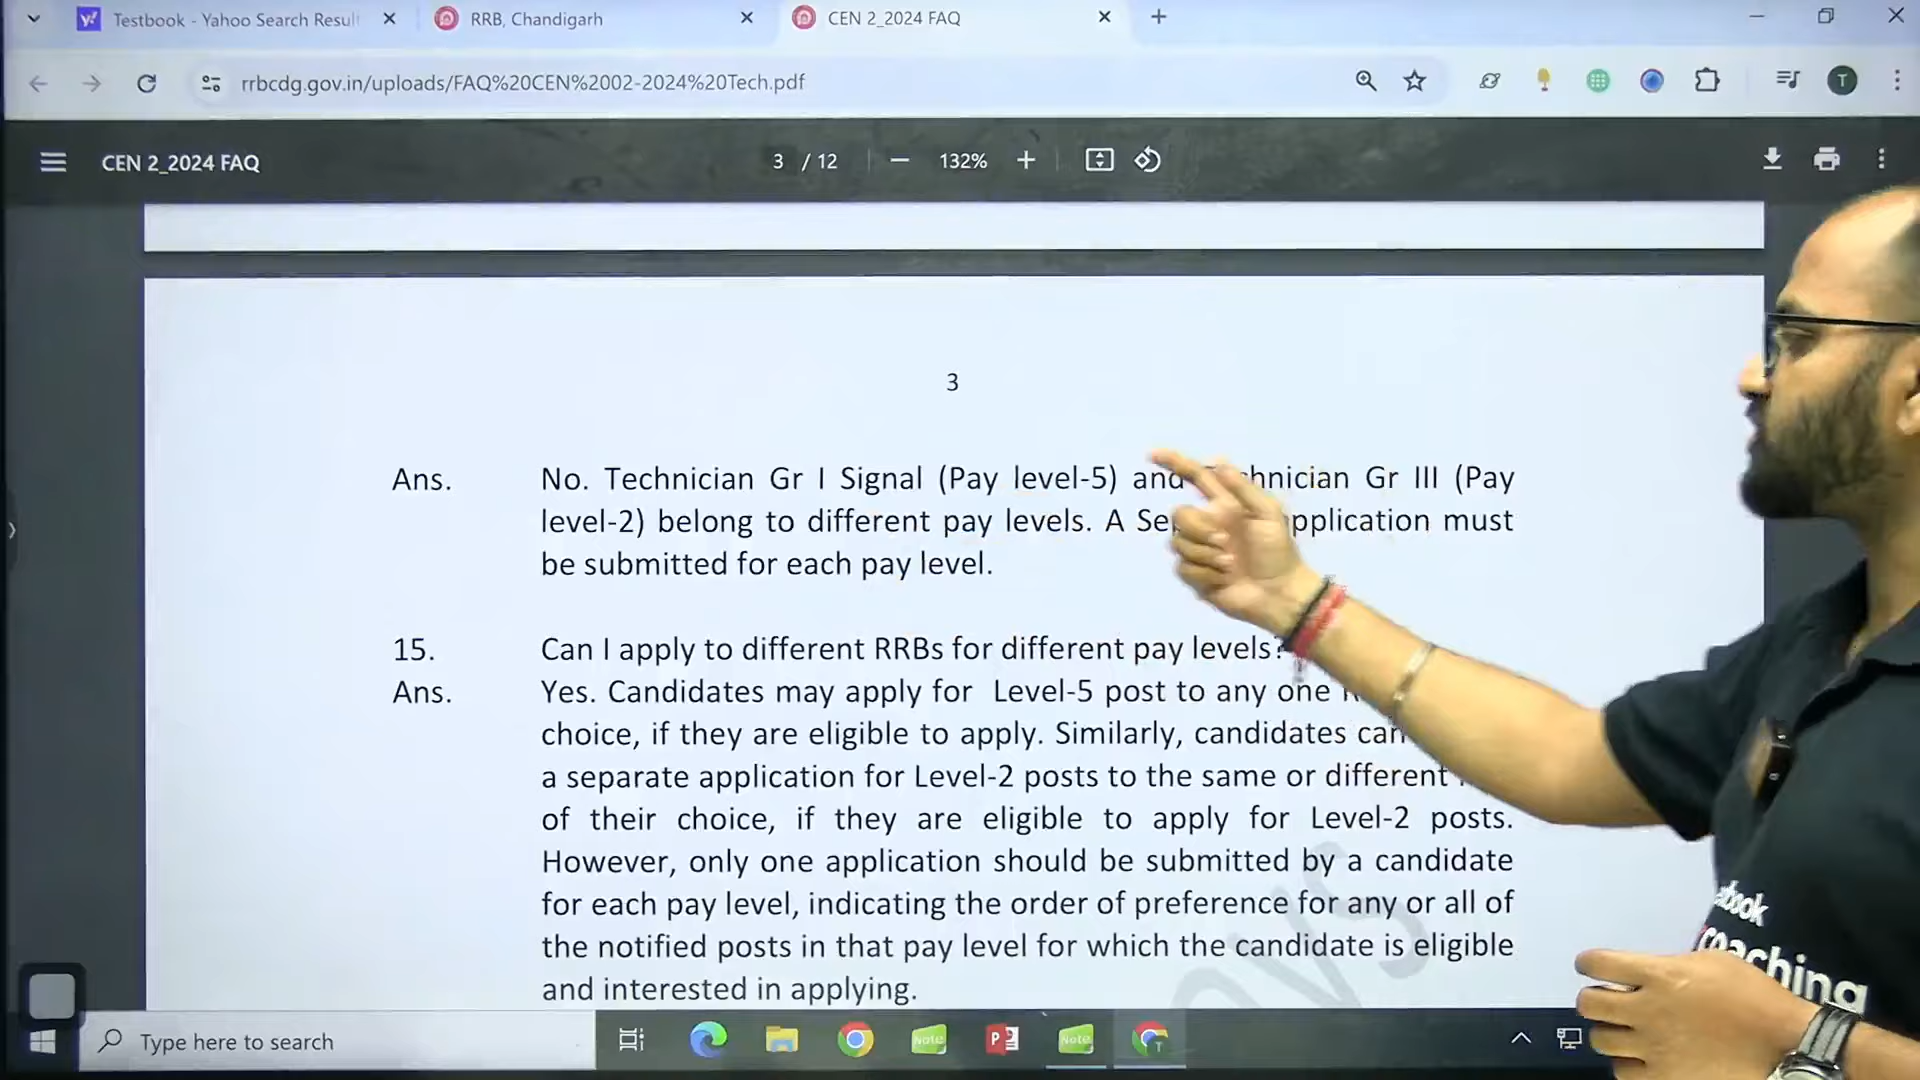 Testbook - Yahoo Search Resul
RRB, Chandigarh
CEN 2_2024 FAQ
rrbcdg.gov.in/uploads/FAQ%20CEN%2002-2024%20Tech.pdf
T
CEN 2_2024 FAQ
3 / 12
132%
3
Ans. No. Technician Gr I Signal (Pay level-5) and Gr III (Pay
level-2) belong to different pay levels. A must
be submitted for each pay level.
15. Can I apply to different RRBs for different pay levels?
Ans. Yes. Candidates may apply for Level-5 post to any one
choice, if they are eligible to apply. Similarly, candidates can
a separate application for Level-2 posts to the same or different
of their choice, if they are eligible to apply for Level-2 posts.
However, only one application should be submitted by a candidate
for each pay level, indicating the order of preference for any or all of
the notified posts in that pay level for which the candidate is eligible
and interested in applying.
Type here to search
Note
Note